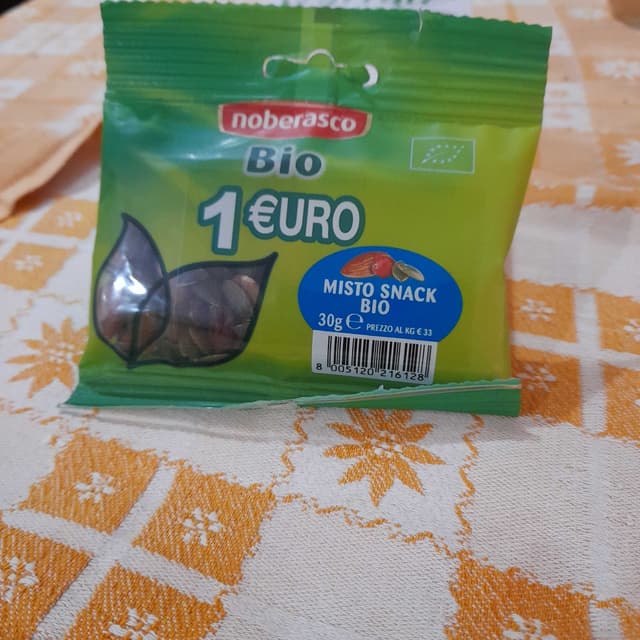 noberasco
Bio
1 €URO
MISTO SNACK
BIO
30g ℮ PREZZO AL KG € 33
8 005120 216128